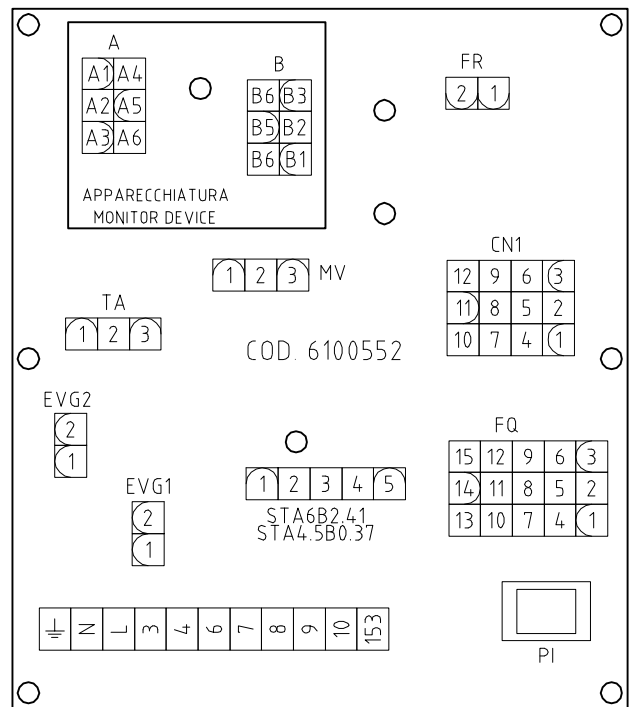 A
B
FR
A1 A4
A2 A5
A3 A6
B6 B3
B5 B2
B6 B1
2 1
APPARECCHIATURA
MONITOR DEVICE
CN1
12 9 6 3
11 8 5 2
10 7 4 1
1 2 3 MV
TA
1 2 3
COD. 6100552
EVG2
2
1
FQ
15 12 9 6 3
14 11 8 5 2
13 10 7 4 1
1 2 3 4 5
STA6B2.41
STA4.5B0.37
EVG1
2
1
N L 3 4 6 7 8 9 10 153
PI